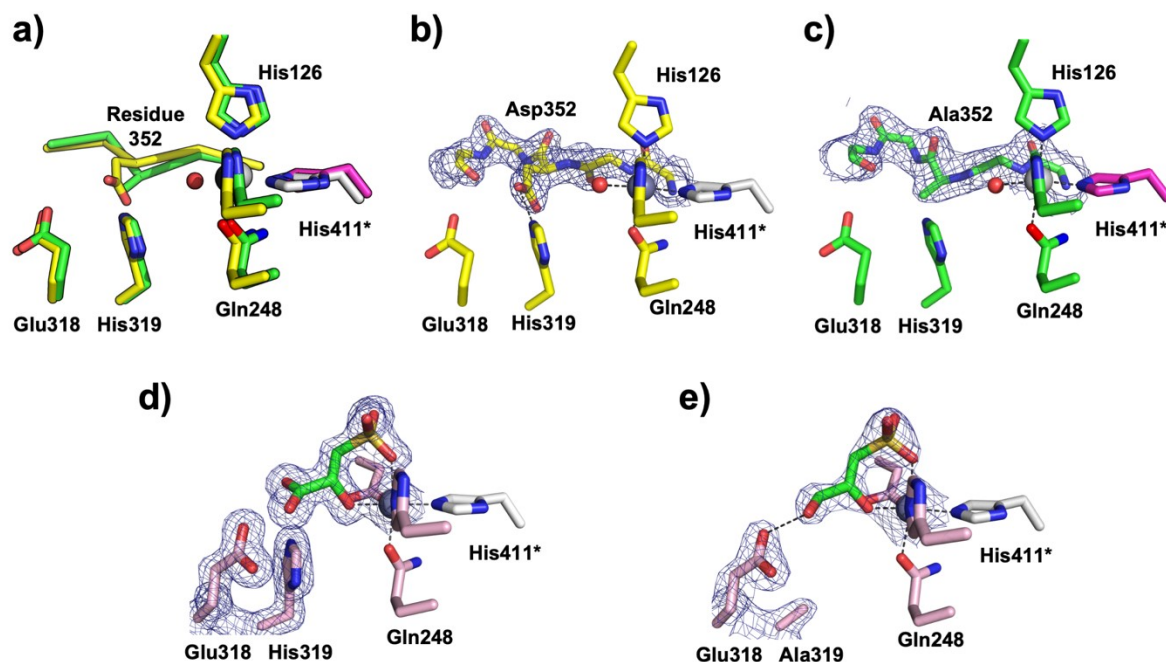 a)
His126
Residue
352
His411*
Glu318 His319 Gln248
b)
His126
Asp352
His411*
Glu318 His319 Gln248
c)
His126
Ala352
His411*
Glu318 His319 Gln248
d)
His411*
Glu318 His319 Gln248
e)
His411*
Glu318 Ala319 Gln248